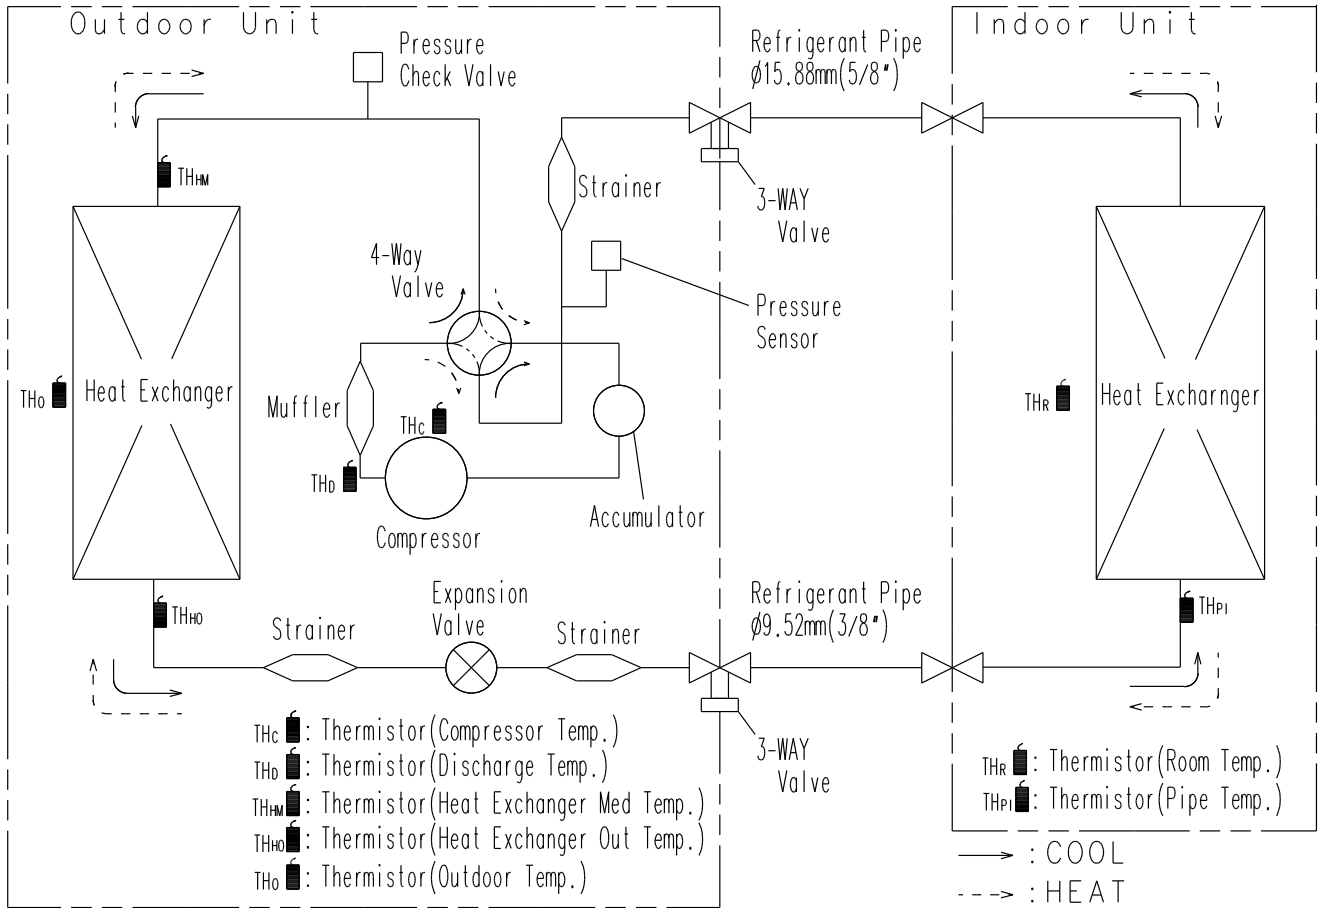 Outdoor Unit
Indoor Unit
Pressure
Check Valve
Refrigerant Pipe
Ø15.88mm(5/8")
THHM
Strainer
3-WAY
Valve
4-Way
Valve
Pressure
Sensor
THO
Heat Exchanger
Muffler
THC
THD
Compressor
Accumulator
THR
Heat Excharnger
THHO
Strainer
Expansion
Valve
Strainer
Refrigerant Pipe
Ø9.52mm(3/8")
THPI
3-WAY
Valve
THC : Thermistor(Compressor Temp.)
THD : Thermistor(Discharge Temp.)
THHM : Thermistor(Heat Exchanger Med Temp.)
THHO : Thermistor(Heat Exchanger Out Temp.)
THO : Thermistor(Outdoor Temp.)
THR : Thermistor(Room Temp.)
THPI : Thermistor(Pipe Temp.)
: COOL
: HEAT